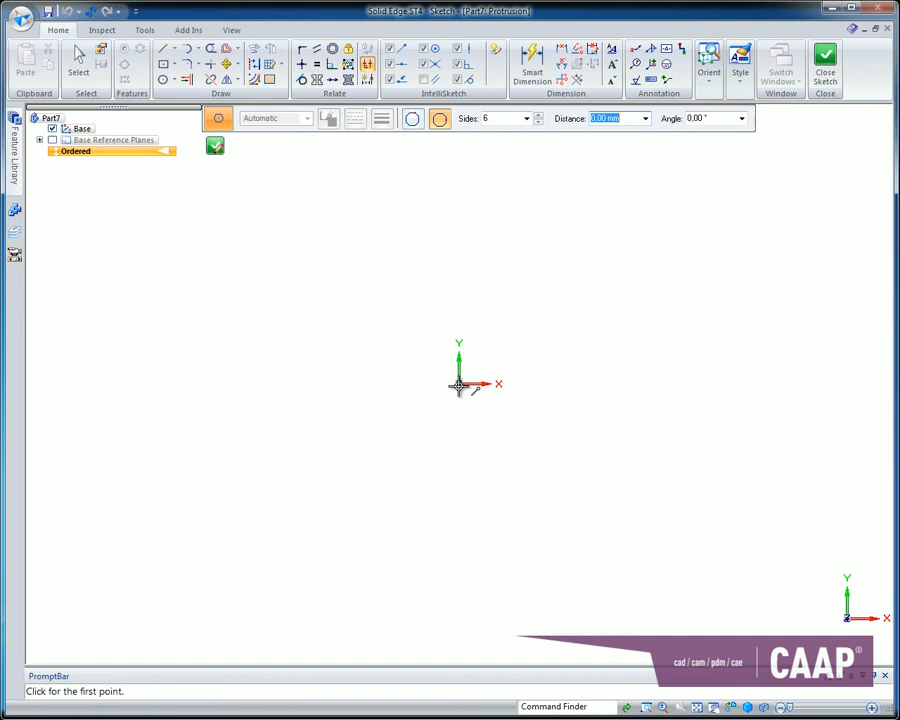 Solid Edge ST4 - Sketch - [Part7: Protrusion]
Home Inspect Tools Add Ins View
Paste
Select
Smart Dimension
Orient
Style
Switch Windows
Close Sketch
Clipboard Select Features Draw Relate IntelliSketch Dimension Annotation Window Close
Part7
Base
Base Reference Planes
Ordered
Feature Library
Automatic
Sides: 6
Distance: 0,00 mm
Angle: 0,00 °
Y
X
Y
X
Z
cad / cam / pdm / cae
CAAP®
PromptBar
Click for the first point.
Command Finder